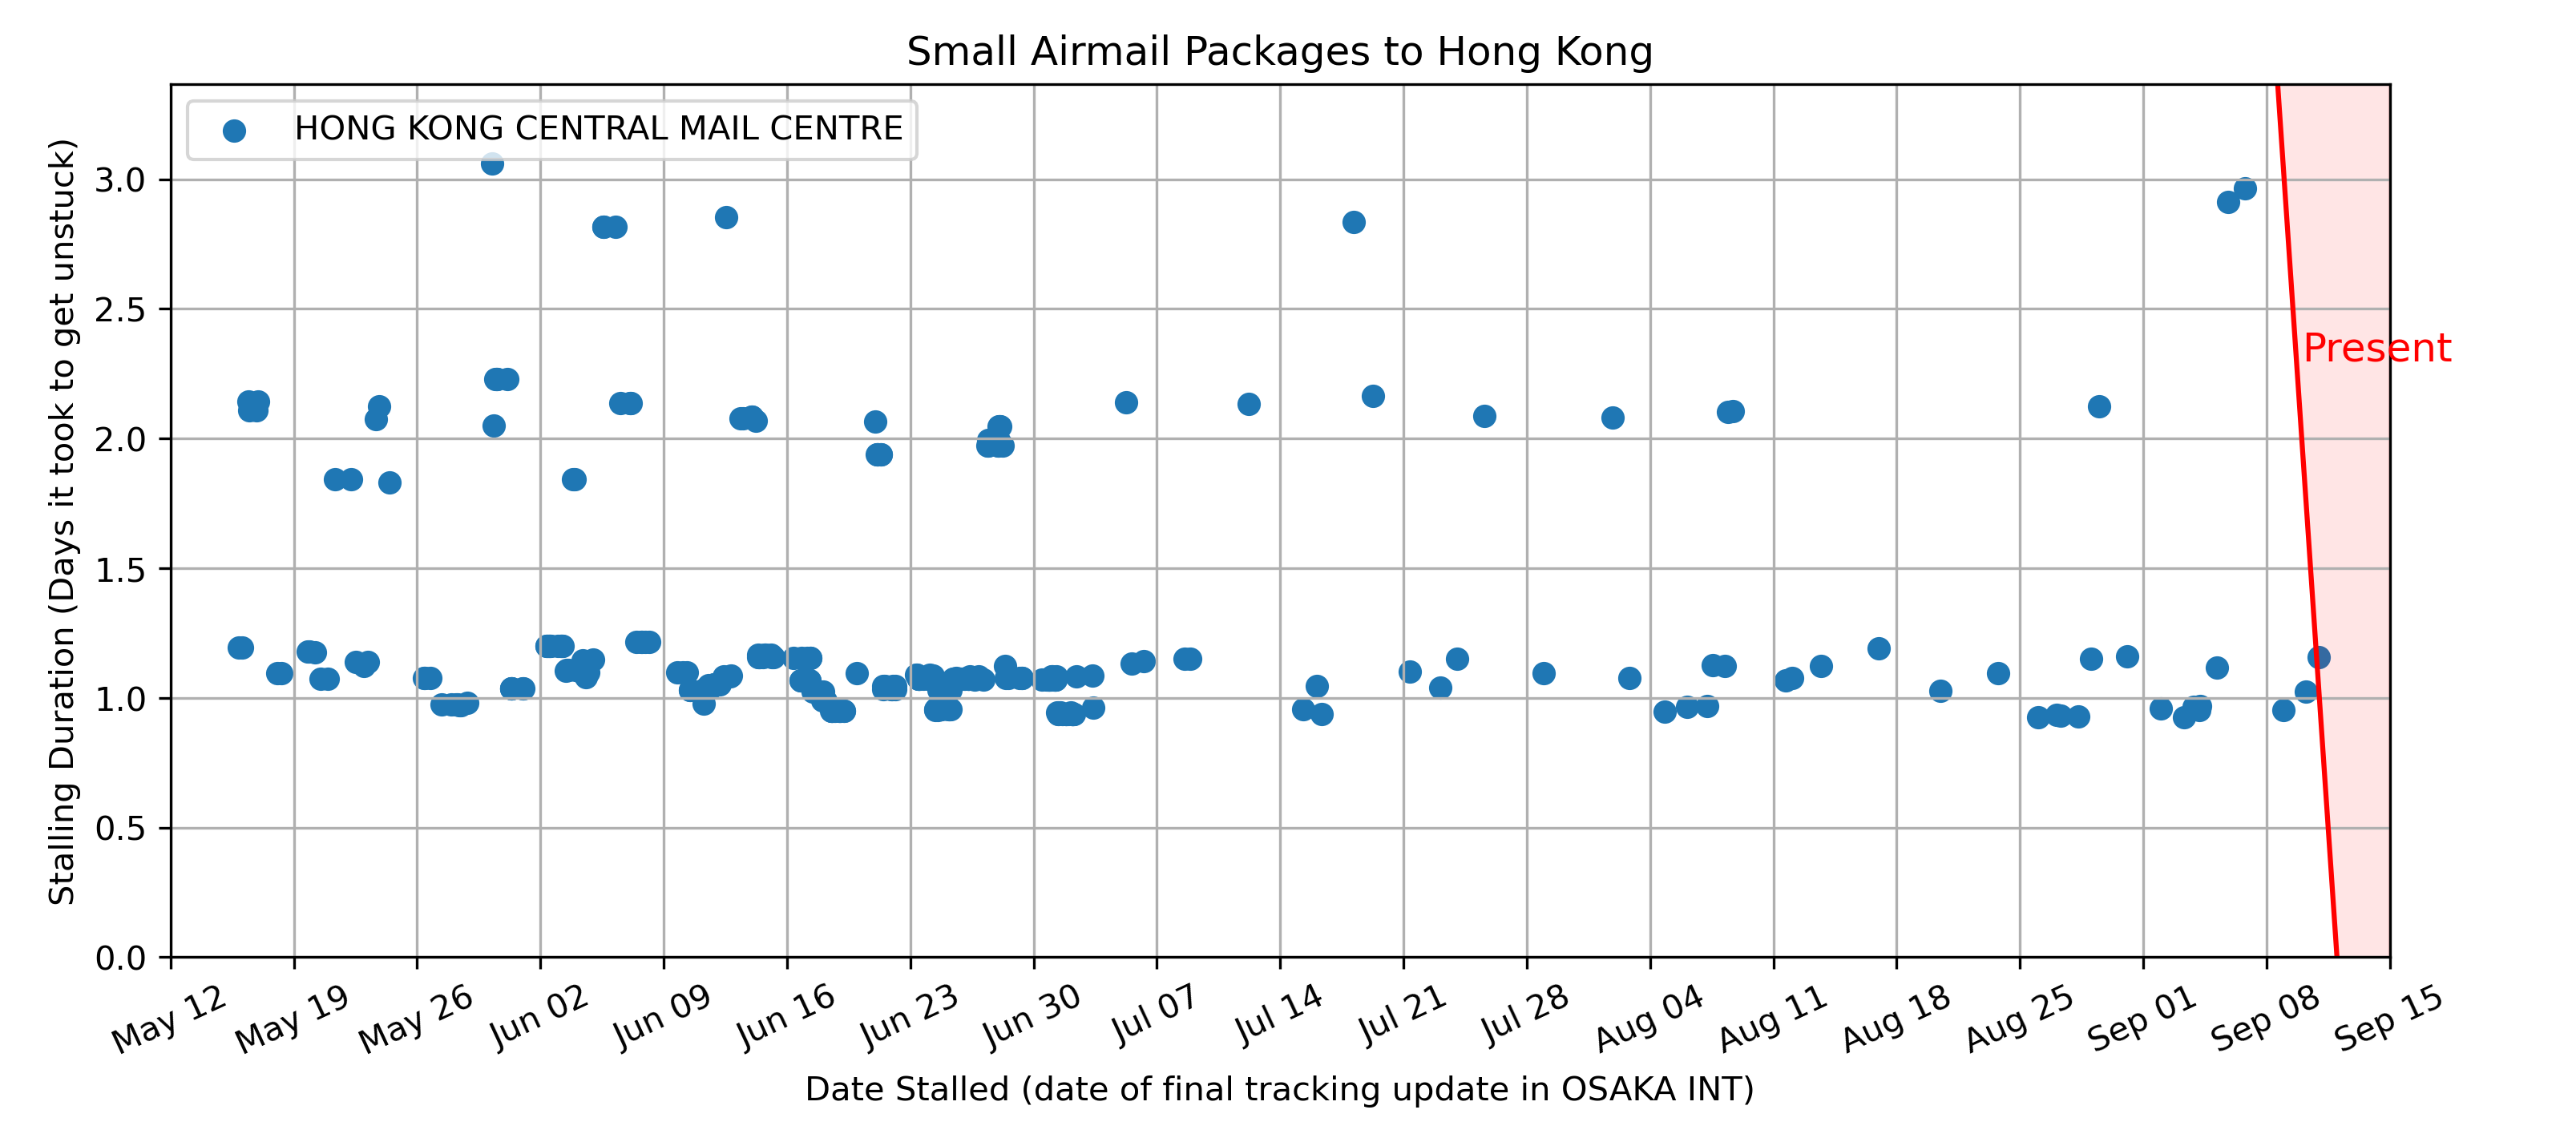 Small Airmail Packages to Hong Kong
HONG KONG CENTRAL MAIL CENTRE
Stalling Duration (Days it took to get unstuck)
3.0
2.5
2.0
1.5
1.0
0.5
0.0
Present
May 12
May 19
May 26
Jun 02
Jun 09
Jun 16
Jun 23
Jun 30
Jul 07
Jul 14
Jul 21
Jul 28
Aug 04
Aug 11
Aug 18
Aug 25
Sep 01
Sep 08
Sep 15
Date Stalled (date of final tracking update in OSAKA INT)